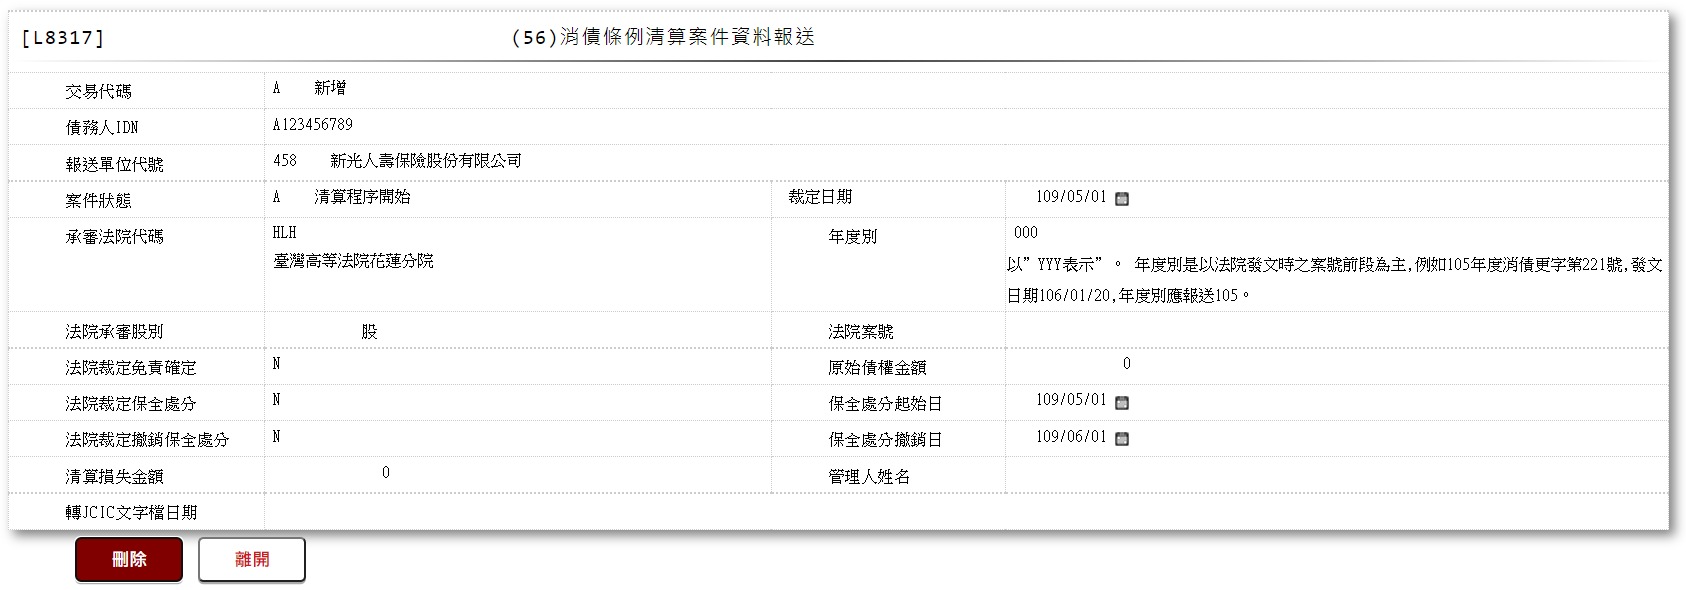 [L8317] (56)消債條例清算案件資料報送
交易代碼 A 新增
債務人IDN A123456789
報送單位代號 458 新光人壽保險股份有限公司
案件狀態 A 清算程序開始 裁定日期 109/05/01
承審法院代碼 HLH 年度別 000
臺灣高等法院花蓮分院 以”YYY表示”。 年度別是以法院發文時之案號前段為主,例如105年度消債更字第221號,發文
日期106/01/20,年度別應報送105。
法院承審股別 股 法院案號
法院裁定免責確定 N 原始債權金額 0
法院裁定保全處分 N 保全處分起始日 109/05/01
法院裁定撤銷保全處分 N 保全處分撤銷日 109/06/01
清算損失金額 0 管理人姓名
轉JCIC文字檔日期
刪除 離開